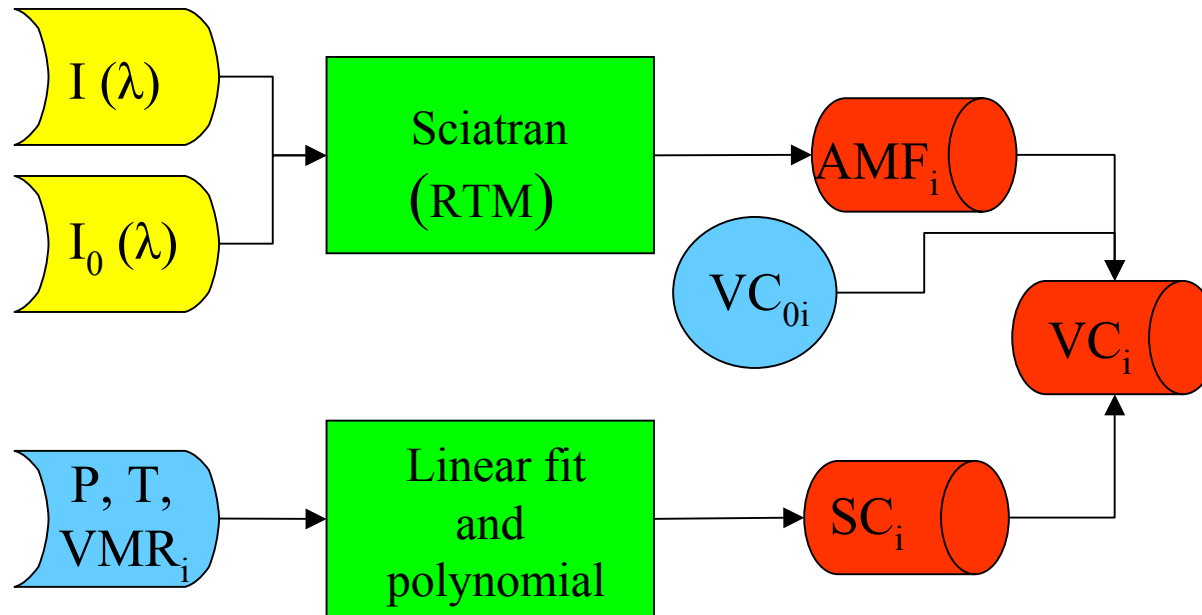 I (λ)
I₀ (λ)
Sciatran
(RTM)
AMFᵢ
VC₀ᵢ
VCᵢ
P, T,
VMRᵢ
Linear fit
and
polynomial
SCᵢ